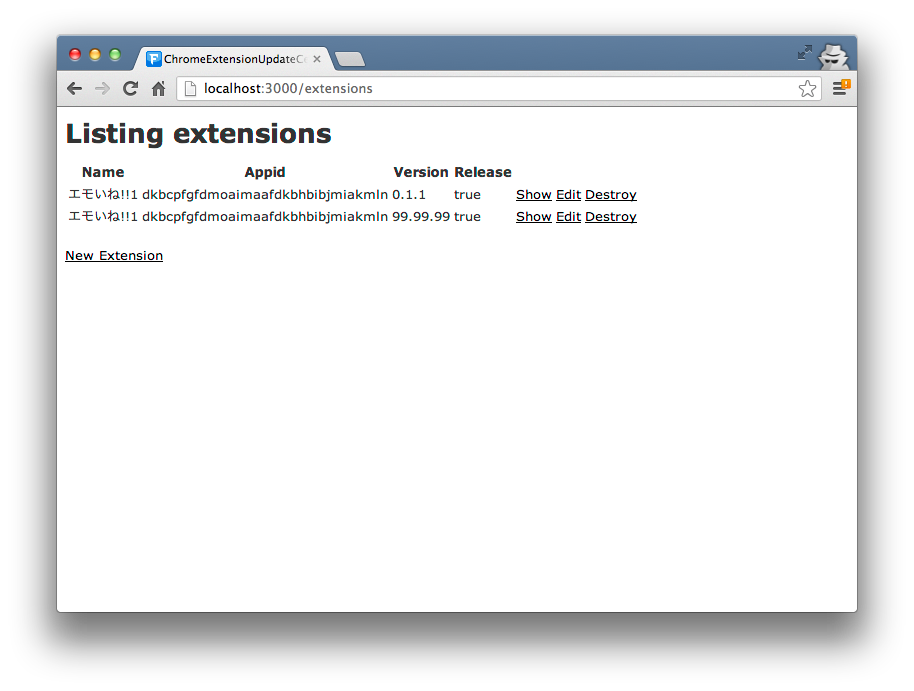 ChromeExtensionUpdateC
localhost:3000/extensions
Listing extensions
Name Appid Version Release
エモいね!!1 dkbcpfgfdmoaimaafdkbhbibjmiakmln 0.1.1 true Show Edit Destroy
エモいね!!1 dkbcpfgfdmoaimaafdkbhbibjmiakmln 99.99.99 true Show Edit Destroy
New Extension